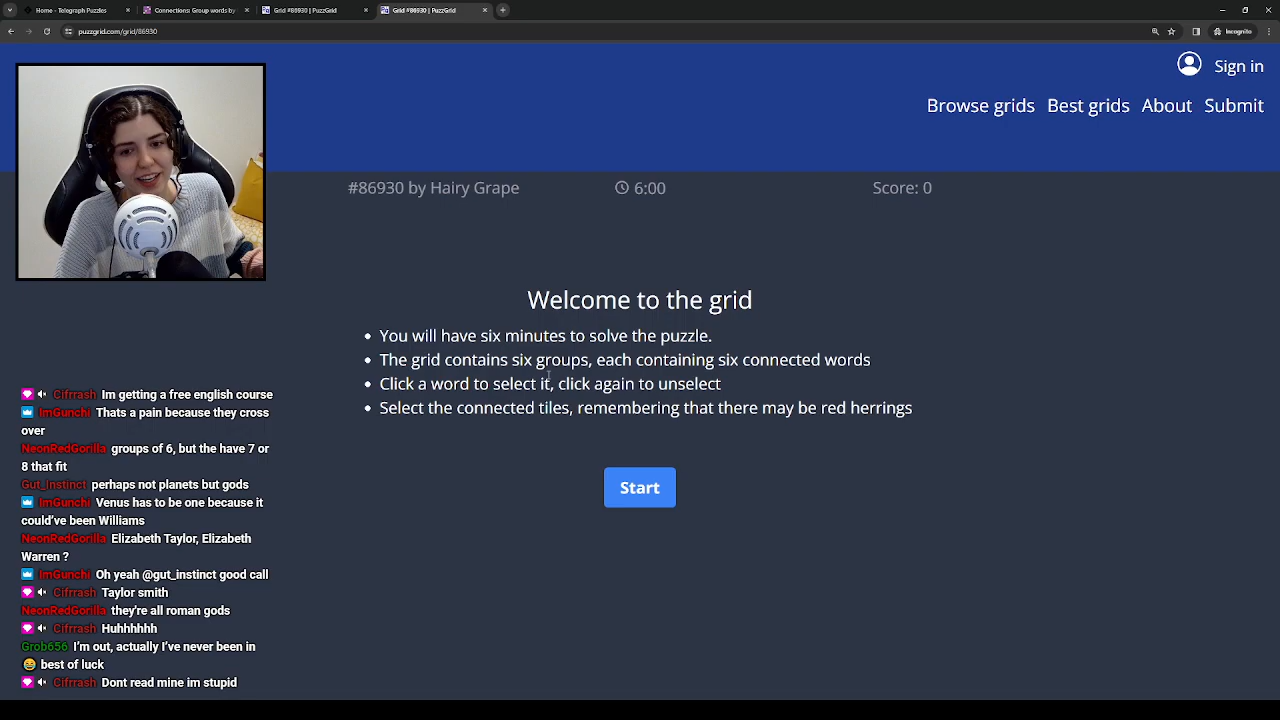 Home - Telegraph Puzzles
Connections: Group words by
Grid #86930 | PuzzGrid
Grid #86930 | PuzzGrid
puzzgrid.com/grid/86930
Incognito
Sign in
Browse grids Best grids About Submit
#86930 by Hairy Grape 6:00 Score: 0
Welcome to the grid
• You will have six minutes to solve the puzzle.
• The grid contains six groups, each containing six connected words
• Click a word to select it, click again to unselect
• Select the connected tiles, remembering that there may be red herrings
Start
Cifrrash Im getting a free english course
ImGunchi Thats a pain because they cross
over
NeonRedGorilla groups of 6, but the have 7 or
8 that fit
Gut_Instinct perhaps not planets but gods
ImGunchi Venus has to be one because it
could’ve been Williams
NeonRedGorilla Elizabeth Taylor, Elizabeth
Warren ?
ImGunchi Oh yeah @gut_instinct good call
Cifrrash Taylor smith
NeonRedGorilla they're all roman gods
Cifrrash Huhhhhhh
Grob656 I’m out, actually I’ve never been in
😂 best of luck
Cifrrash Dont read mine im stupid